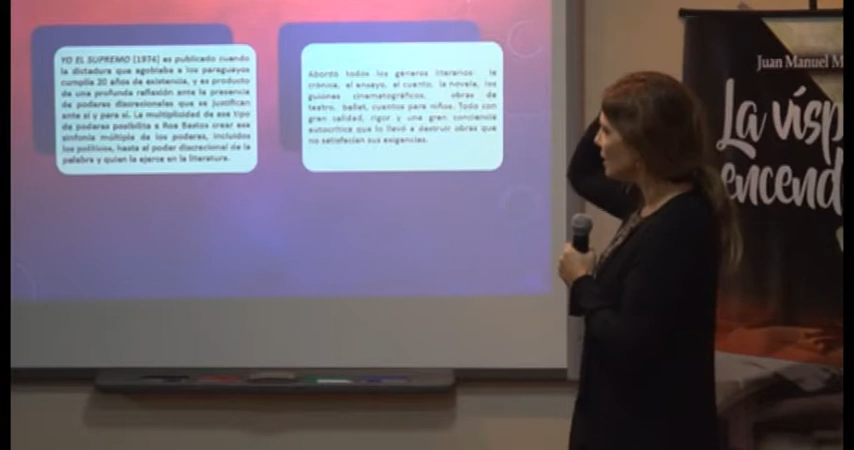 YO EL SUPREMO (1974) es publicado cuando
la dictadura que agobiaba a los paraguayos
cumplía 20 años de existencia, y es producto
de una profunda reflexión ante la presencia
de poderes discrecionales que se justifican
ante sí y para sí. La multiplicidad de ese tipo
de poderes posibilita a Roa Bastos crear esa
sinfonía múltiple de los poderes, incluidos
los políticos, hasta el poder discrecional de la
palabra y quien la ejerce en la literatura.
Abordo todos los géneros literarios: la
crónica, el ensayo, el cuento, la novela, los
guiones cinematográficos, obras de
teatro, ballet, cuentos para niños. Todo con
gran calidad, rigor y una gran conciencia
autocrítica que lo llevó a destruir obras que
no satisfacían sus exigencias.
Juan Manuel M
La vísp
encend